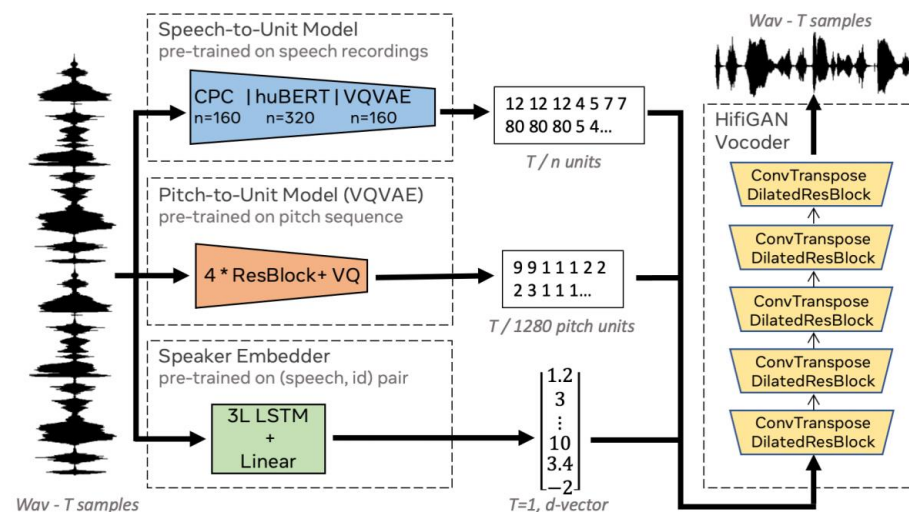 Speech-to-Unit Model
pre-trained on speech recordings
CPC | huBERT | VQVAE
n=160 n=320 n=160
12 12 12 4 5 7 7
80 80 80 5 4...
T / n units
Pitch-to-Unit Model (VQVAE)
pre-trained on pitch sequence
4 * ResBlock+ VQ
9 9 1 1 1 2 2
2 3 1 1 1...
T / 1280 pitch units
Speaker Embedder
pre-trained on (speech, id) pair
3L LSTM
+
Linear
1.2
3
⋮
10
3.4
−2
T=1, d-vector
Wav - T samples
Wav - T samples
HifiGAN
Vocoder
ConvTranspose
DilatedResBlock
ConvTranspose
DilatedResBlock
ConvTranspose
DilatedResBlock
ConvTranspose
DilatedResBlock
ConvTranspose
DilatedResBlock